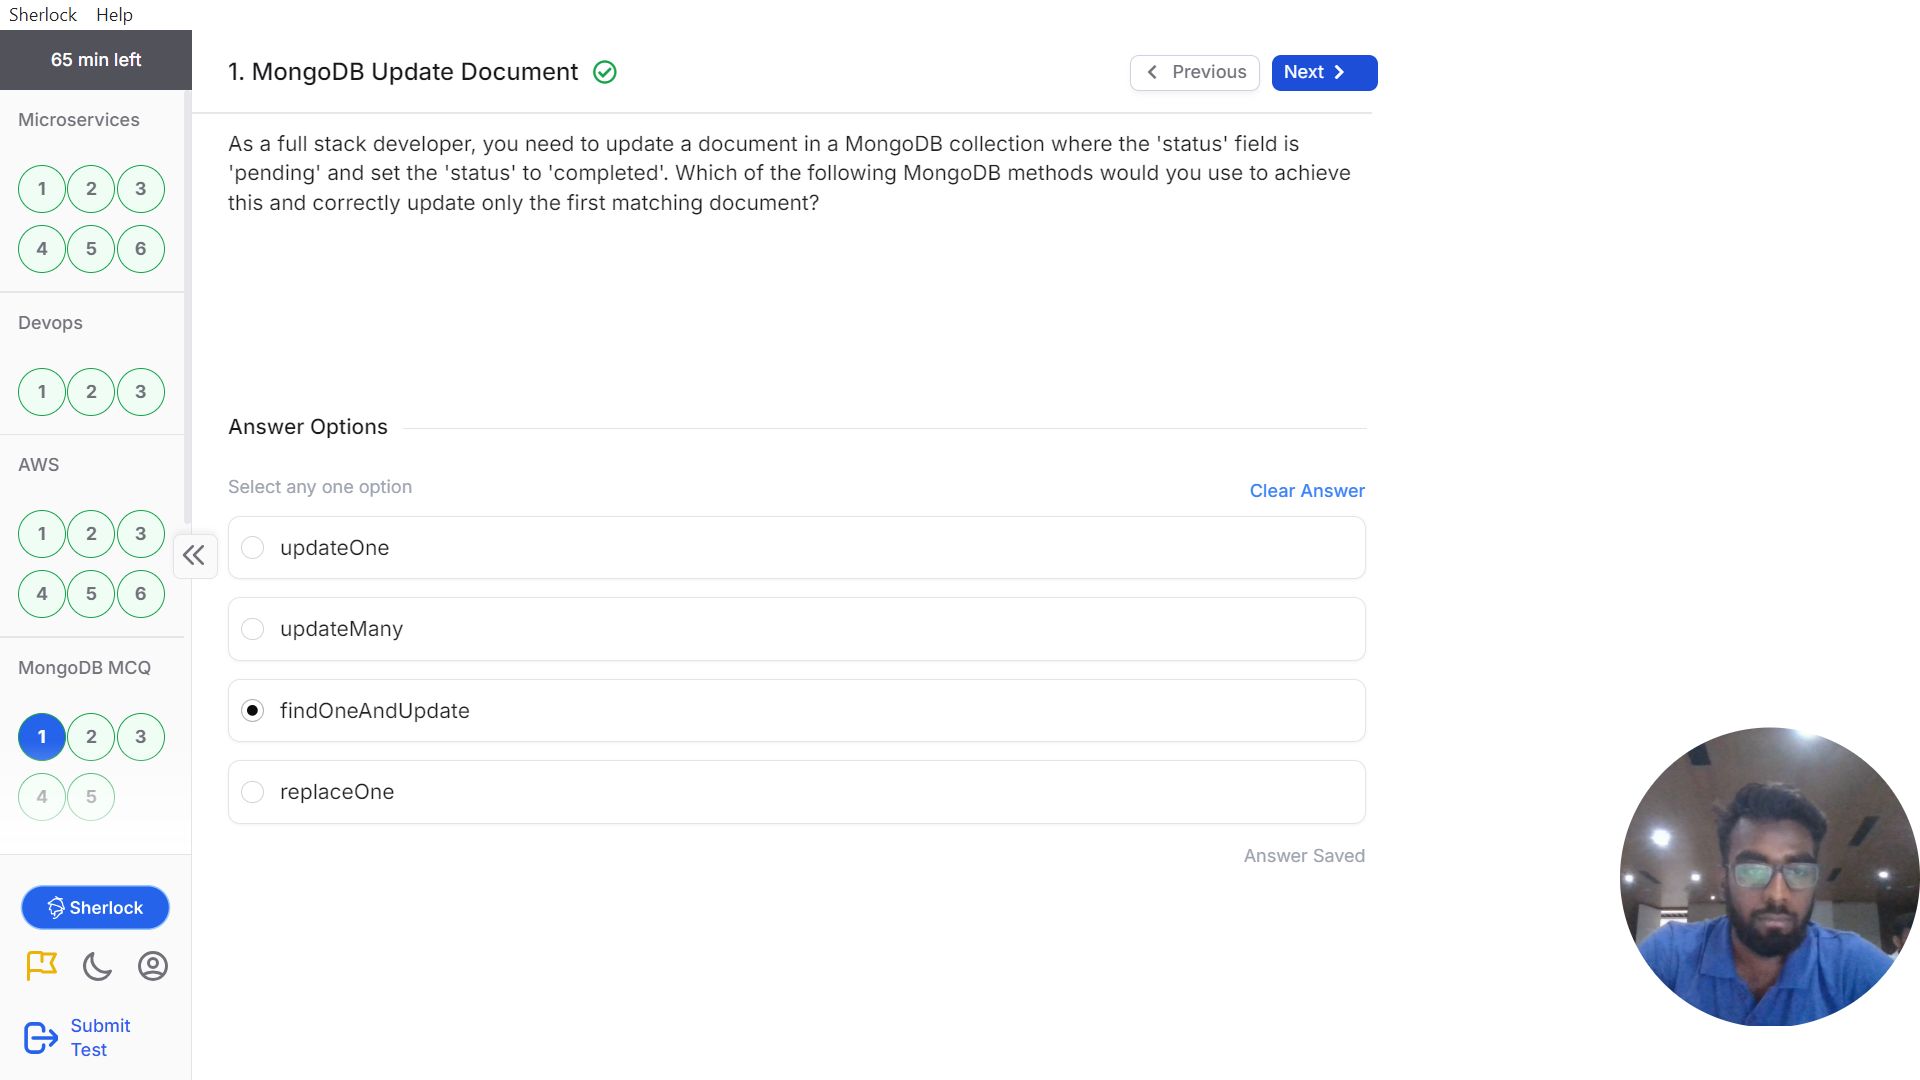 Sherlock Help
65 min left
Microservices
1 2 3
4 5 6
Devops
1 2 3
AWS
1 2 3
4 5 6
MongoDB MCQ
1 2 3
4 5
Sherlock
Submit
Test
1. MongoDB Update Document
Previous
Next
As a full stack developer, you need to update a document in a MongoDB collection where the 'status' field is
'pending' and set the 'status' to 'completed'. Which of the following MongoDB methods would you use to achieve
this and correctly update only the first matching document?
Answer Options
Select any one option
Clear Answer
updateOne
updateMany
findOneAndUpdate
replaceOne
Answer Saved